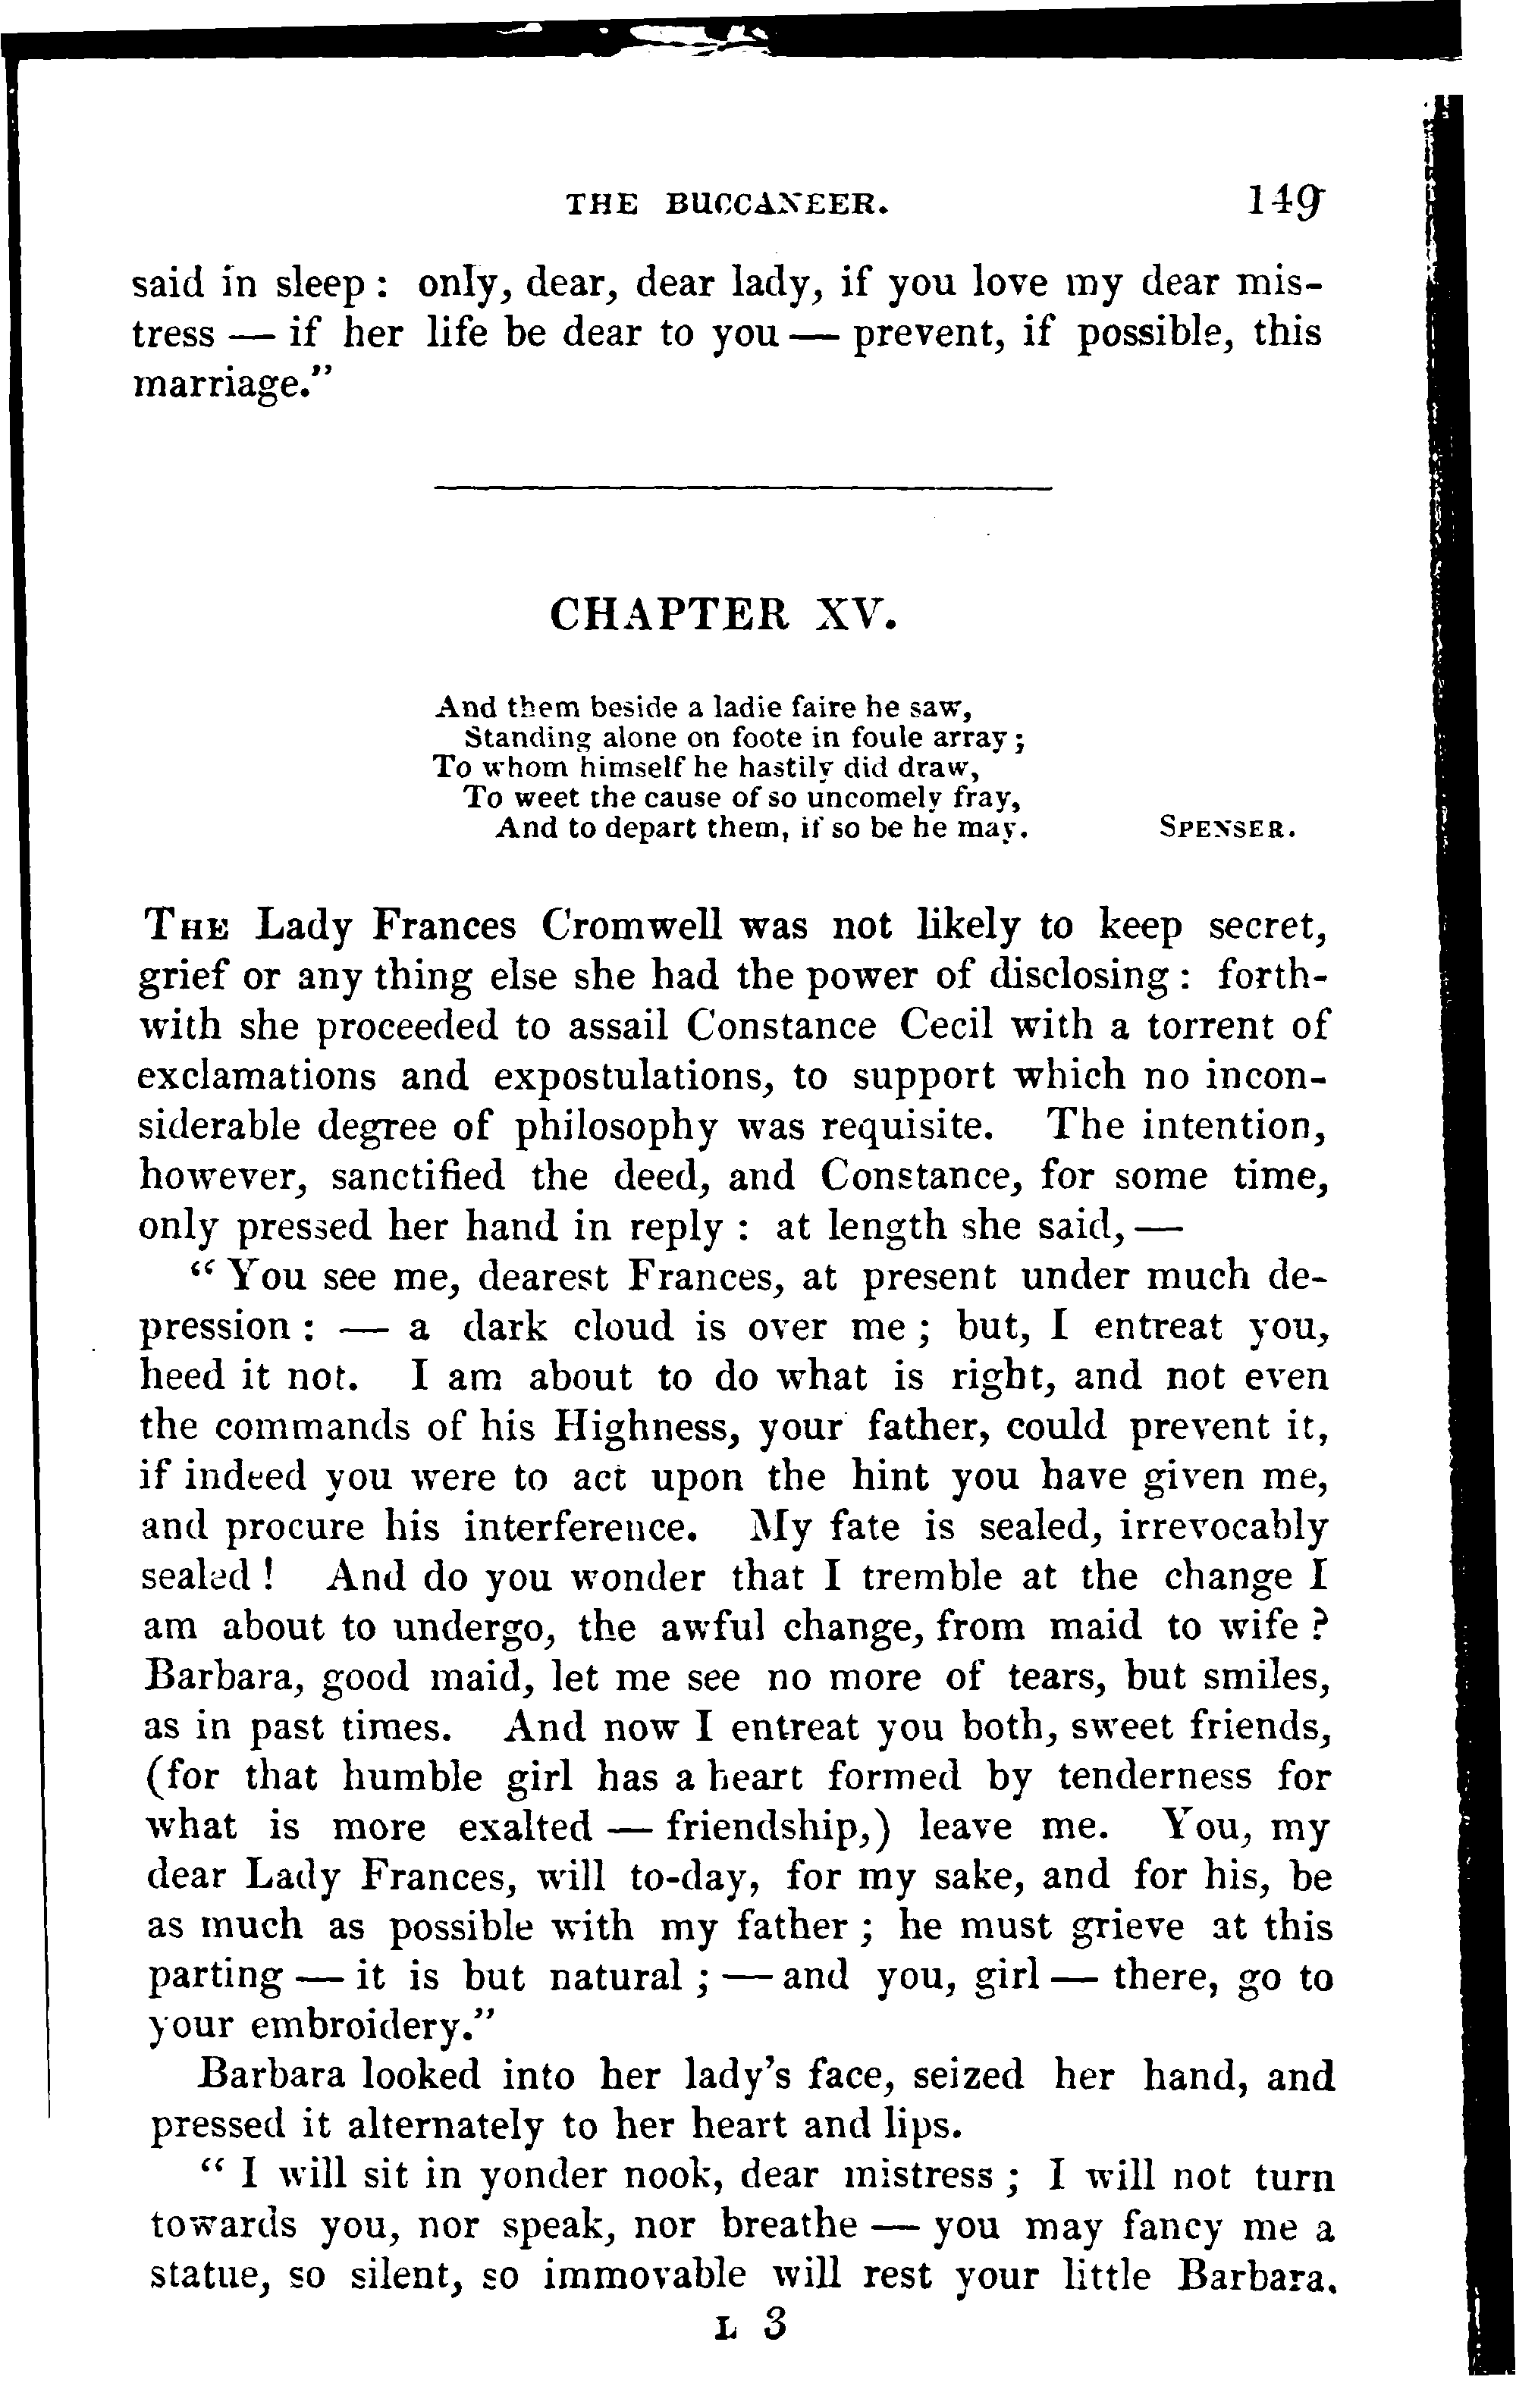 THE BUCCANEER. 149
said in sleep : only, dear, dear lady, if you love my dear mis-
tress — if her life be dear to you — prevent, if possible, this
marriage."
CHAPTER XV.
And them beside a ladie faire he saw,
Standing alone on foote in foule array ;
To whom himself he hastily did draw,
To weet the cause of so uncomely fray,
And to depart them, if so be he may. SPENSER.
THE Lady Frances Cromwell was not likely to keep secret,
grief or any thing else she had the power of disclosing : forth-
with she proceeded to assail Constance Cecil with a torrent of
exclamations and expostulations, to support which no incon-
siderable degree of philosophy was requisite. The intention,
however, sanctified the deed, and Constance, for some time,
only pressed her hand in reply : at length she said, —
" You see me, dearest Frances, at present under much de-
pression : — a dark cloud is over me ; but, I entreat you,
heed it not. I am about to do what is right, and not even
the commands of his Highness, your father, could prevent it,
if indeed you were to act upon the hint you have given me,
and procure his interference. My fate is sealed, irrevocably
sealed ! And do you wonder that I tremble at the change I
am about to undergo, the awful change, from maid to wife ?
Barbara, good maid, let me see no more of tears, but smiles,
as in past times. And now I entreat you both, sweet friends,
(for that humble girl has a heart formed by tenderness for
what is more exalted — friendship,) leave me. You, my
dear Lady Frances, will to-day, for my sake, and for his, be
as much as possible with my father ; he must grieve at this
parting — it is but natural ; — and you, girl — there, go to
your embroidery."
Barbara looked into her lady's face, seized her hand, and
pressed it alternately to her heart and lips.
" I will sit in yonder nook, dear mistress ; I will not turn
towards you, nor speak, nor breathe — you may fancy me a
statue, so silent, so immovable will rest your little Barbara.
L 3